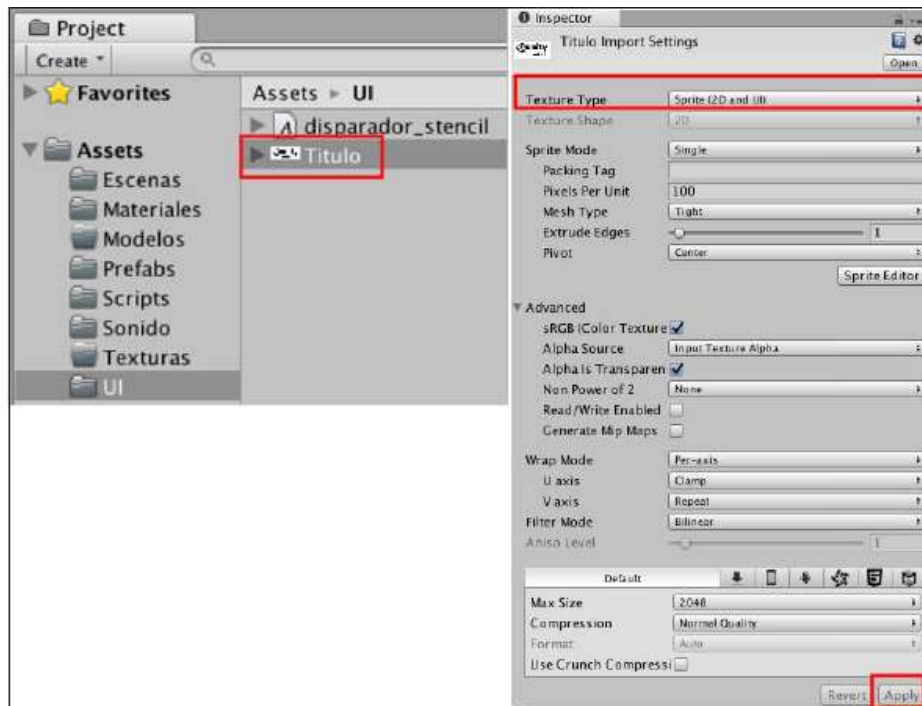 Project
Create
Favorites
Assets
Escenas
Materiales
Modelos
Prefabs
Scripts
Sonido
Texturas
UI
Assets ▸ UI
disparador_stencil
Titulo
Inspector
Titulo Import Settings
Open
Texture Type Sprite (2D and UI)
Texture Shape 2D
Sprite Mode Single
Packing Tag
Pixels Per Unit 100
Mesh Type Tight
Extrude Edges 1
Pivot Center
Sprite Editor
Advanced
sRGB (Color Texture
Alpha Source Input Texture Alpha
Alpha Is Transparen
Non Power of 2 None
Read/Write Enabled
Generate Mip Maps
Wrap Mode Per-axis
U axis Clamp
V axis Repeat
Filter Mode Bilinear
Aniso Level 1
Default
Max Size 2048
Compression Normal Quality
Format Auto
Use Crunch Compressi
Revert Apply